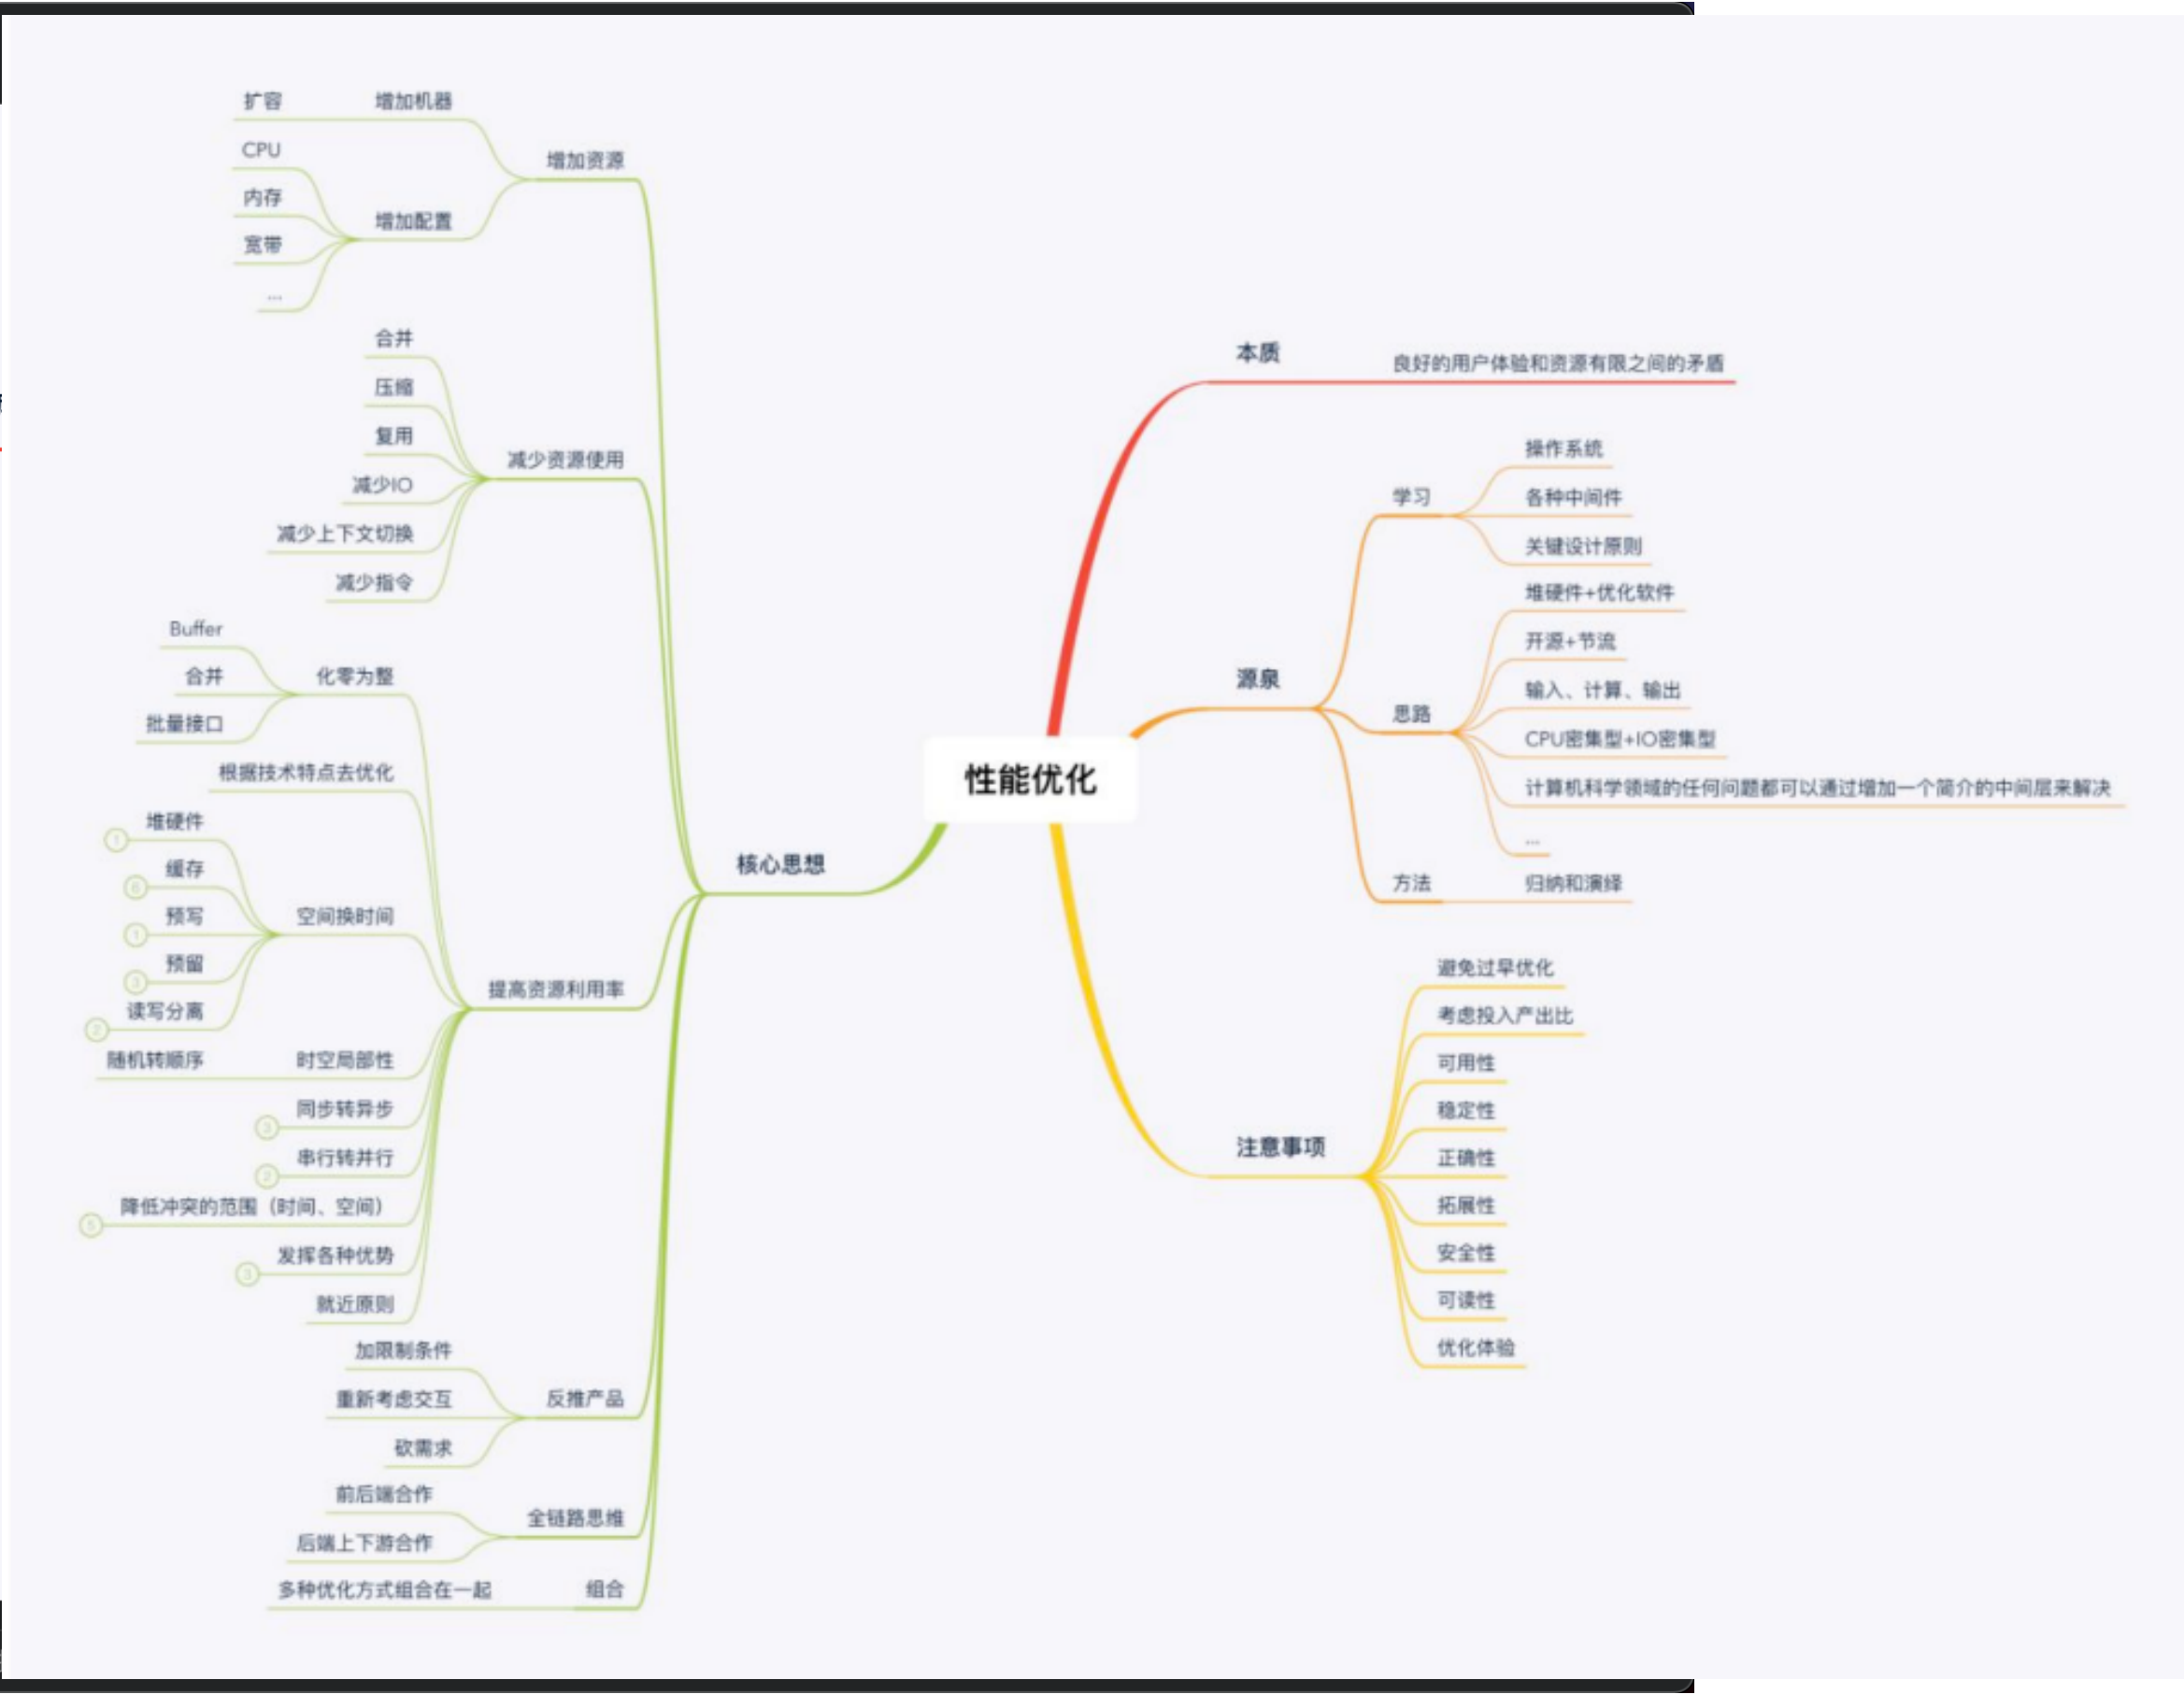 性能优化
本质
良好的用户体验和资源有限之间的矛盾
源泉
学习
操作系统
各种中间件
关键设计原则
思路
堆硬件+优化软件
开源+节流
输入、计算、输出
CPU密集型+IO密集型
计算机科学领域的任何问题都可以通过增加一个简介的中间层来解决
...
方法
归纳和演绎
注意事项
避免过早优化
考虑投入产出比
可用性
稳定性
正确性
拓展性
安全性
可读性
优化体验
核心思想
增加资源
增加机器
扩容
增加配置
CPU
内存
宽带
...
减少资源使用
合并
压缩
复用
减少IO
减少上下文切换
减少指令
提高资源利用率
化零为整
Buffer
合并
批量接口
根据技术特点去优化
空间换时间
堆硬件
1
缓存
6
预写
1
预留
3
读写分离
2
时空局部性
随机转顺序
同步转异步
3
串行转并行
2
降低冲突的范围（时间、空间）
5
发挥各种优势
3
就近原则
反推产品
加限制条件
重新考虑交互
砍需求
全链路思维
前后端合作
后端上下游合作
组合
多种优化方式组合在一起